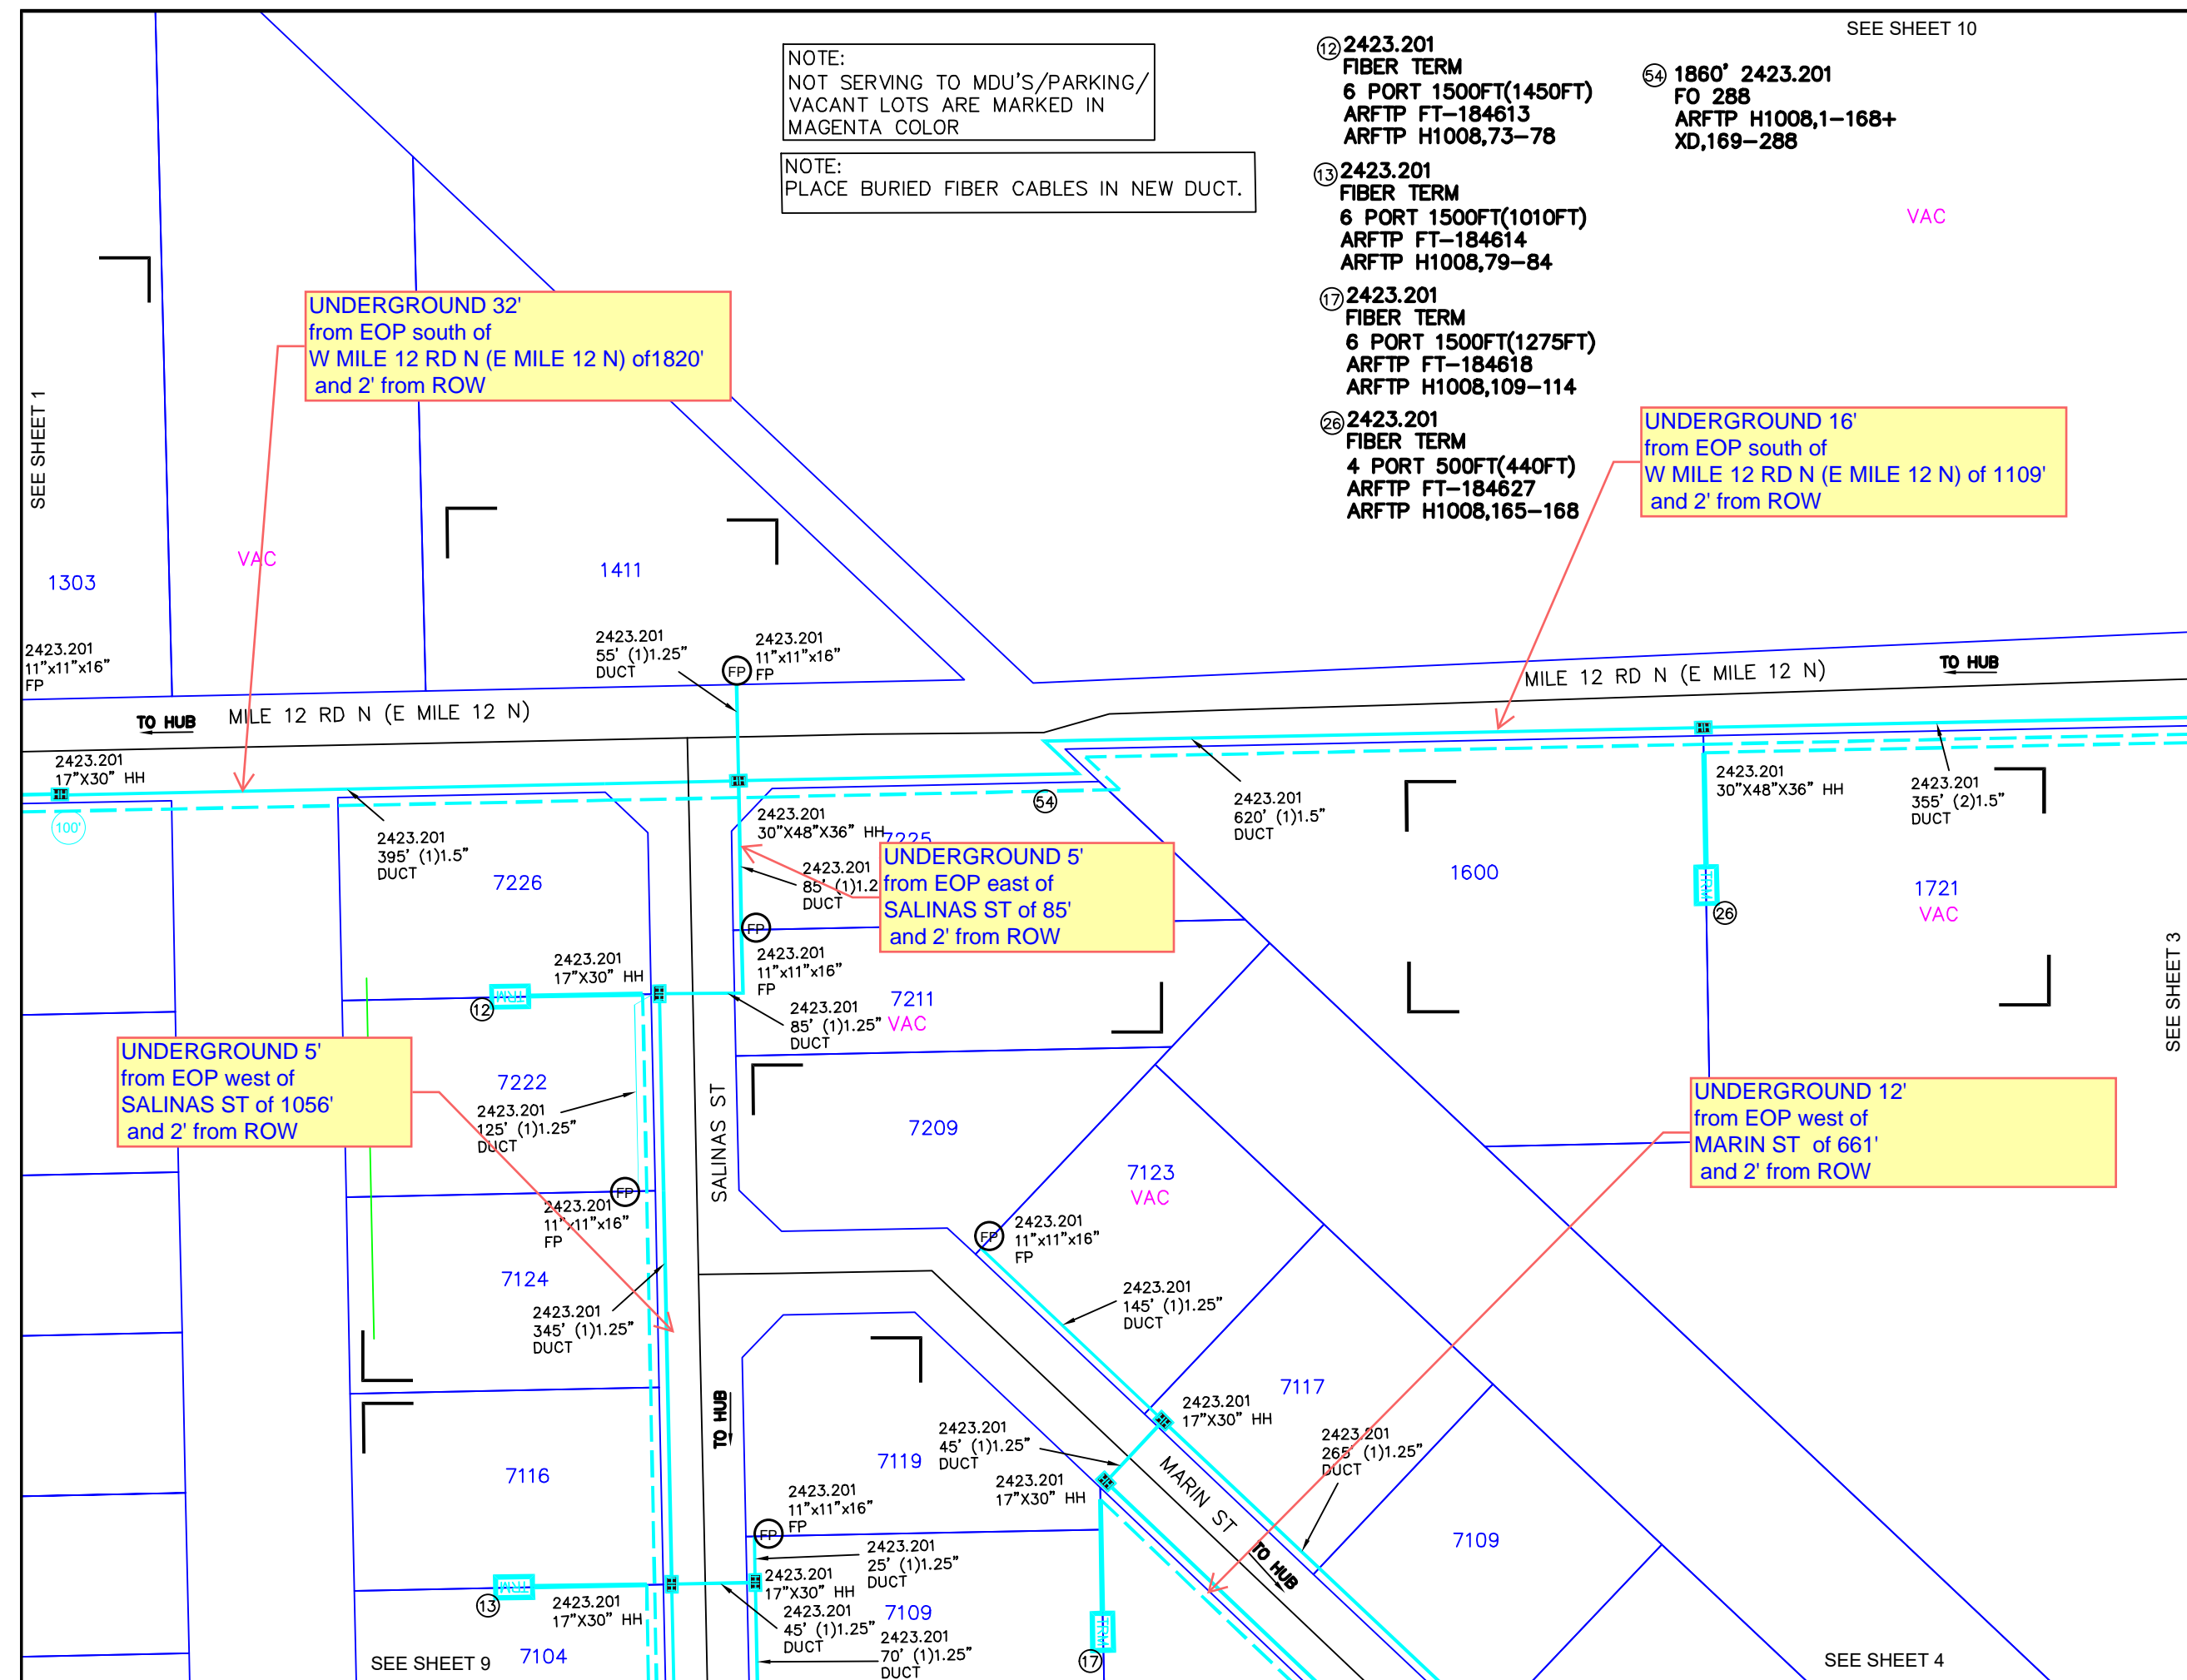 SEE SHEET 10
NOTE:
NOT SERVING TO MDU'S/PARKING/
VACANT LOTS ARE MARKED IN
MAGENTA COLOR
NOTE:
PLACE BURIED FIBER CABLES IN NEW DUCT.
12 2423.201
FIBER TERM
6 PORT 1500FT(1450FT)
ARFTP FT-184613
ARFTP H1008,73-78
13 2423.201
FIBER TERM
6 PORT 1500FT(1010FT)
ARFTP FT-184614
ARFTP H1008,79-84
17 2423.201
FIBER TERM
6 PORT 1500FT(1275FT)
ARFTP FT-184618
ARFTP H1008,109-114
26 2423.201
FIBER TERM
4 PORT 500FT(440FT)
ARFTP FT-184627
ARFTP H1008,165-168
54 1860' 2423.201
FO 288
ARFTP H1008,1-168+
XD,169-288
VAC
UNDERGROUND 32'
from EOP south of
W MILE 12 RD N (E MILE 12 N) of1820'
and 2' from ROW
SEE SHEET 1
UNDERGROUND 16'
from EOP south of
W MILE 12 RD N (E MILE 12 N) of 1109'
and 2' from ROW
VAC
1303
1411
2423.201
11"x11"x16"
FP
2423.201
55' (1)1.25"
DUCT
2423.201
11"x11"x16"
FP
FP
TO HUB
MILE 12 RD N (E MILE 12 N)
MILE 12 RD N (E MILE 12 N)
TO HUB
2423.201
17"X30" HH
100'
2423.201
395' (1)1.5"
DUCT
7226
2423.201
30"X48"X36" HH
7225
54
2423.201
620' (1)1.5"
DUCT
2423.201
30"X48"X36" HH
2423.201
355' (2)1.5"
DUCT
2423.201
85' (1)1.2
DUCT
UNDERGROUND 5'
from EOP east of
SALINAS ST of 85'
and 2' from ROW
1600
TRM
26
1721
VAC
FP
2423.201
11"x11"x16"
FP
2423.201
17"X30" HH
TRM
12
7211
VAC
2423.201
85' (1)1.25"
DUCT
SEE SHEET 3
UNDERGROUND 5'
from EOP west of
SALINAS ST of 1056'
and 2' from ROW
7222
2423.201
125' (1)1.25"
DUCT
SALINAS ST
7209
7123
VAC
UNDERGROUND 12'
from EOP west of
MARIN ST of 661'
and 2' from ROW
FP
2423.201
11"x11"x16"
FP
FP
2423.201
11"x11"x16"
FP
7124
2423.201
345' (1)1.25"
DUCT
2423.201
145' (1)1.25"
DUCT
TO HUB
7117
2423.201
17"X30" HH
2423.201
45' (1)1.25"
DUCT
7119
2423.201
17"X30" HH
2423.201
265' (1)1.25"
DUCT
MARIN ST
TO HUB
7116
2423.201
11"x11"x16"
FP
FP
7109
2423.201
25' (1)1.25"
DUCT
2423.201
17"X30" HH
TRM
13
2423.201
17"X30" HH
2423.201
45' (1)1.25"
DUCT
7109
2423.201
70' (1)1.25"
DUCT
TRM
17
SEE SHEET 9
7104
SEE SHEET 4